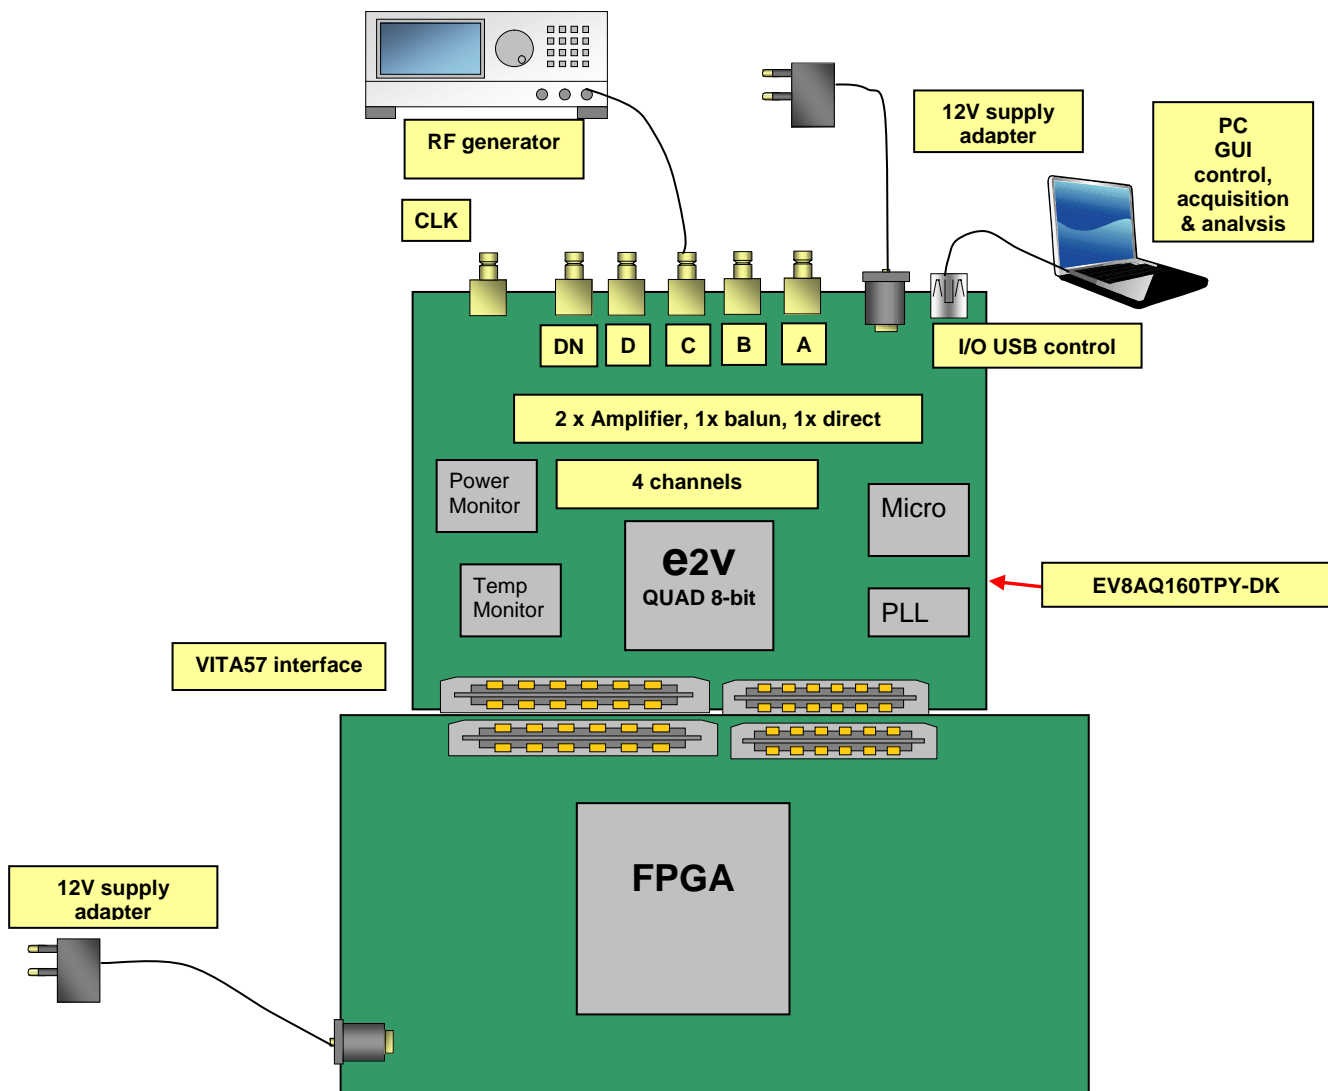 RF generator
12V supply
adapter
PC
GUI
control,
acquisition
& analysis
CLK
DN
D
C
B
A
I/O USB control
2 x Amplifier, 1x balun, 1x direct
4 channels
Power
Monitor
Micro
e2v
QUAD 8-bit
Temp
Monitor
PLL
EV8AQ160TPY-DK
VITA57 interface
FPGA
12V supply
adapter